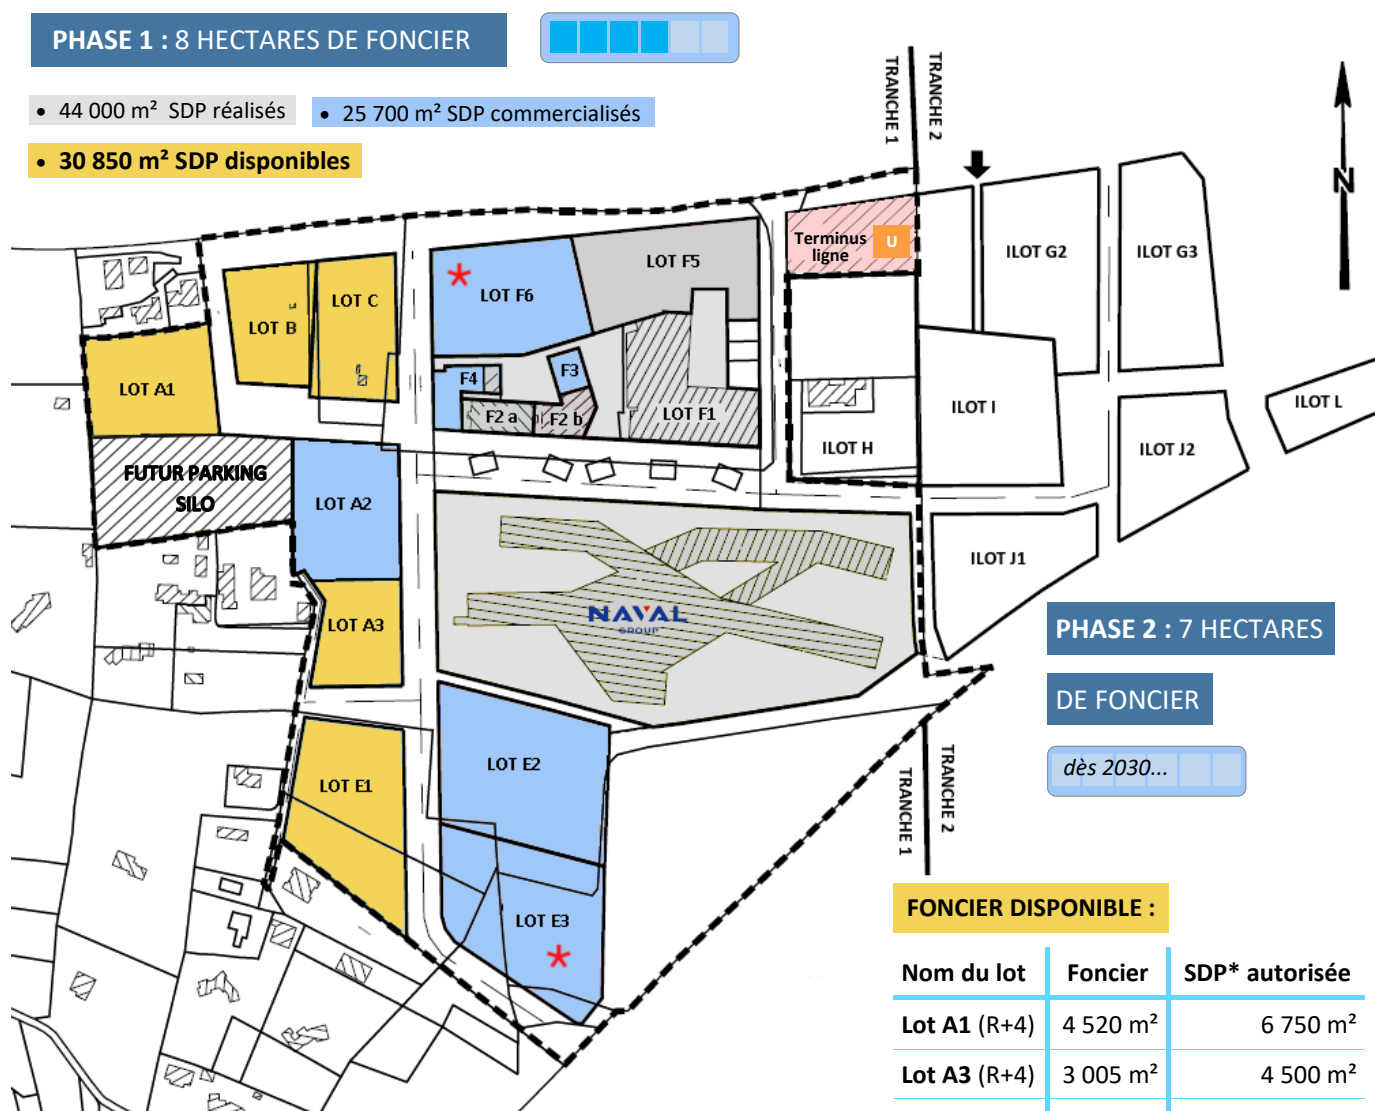 PHASE 1 : 8 HECTARES DE FONCIER
• 44 000 m² SDP réalisés
• 25 700 m² SDP commercialisés
• 30 850 m² SDP disponibles
TRANCHE 1
TRANCHE 2
N
Terminus
ligne
U
ILOT G2
ILOT G3
LOT F5
LOT F6
LOT C
LOT B
LOT A1
F4
F3
F2 a
F2 b
LOT F1
ILOT H
ILOT I
ILOT L
ILOT J2
FUTUR PARKING
SILO
LOT A2
ILOT J1
NAVAL
GROUP
LOT A3
PHASE 2 : 7 HECTARES
DE FONCIER
dès 2030...
TRANCHE 1
TRANCHE 2
LOT E2
LOT E1
LOT E3
FONCIER DISPONIBLE :
Nom du lot Foncier SDP* autorisée
Lot A1 (R+4) 4 520 m² 6 750 m²
Lot A3 (R+4) 3 005 m² 4 500 m²